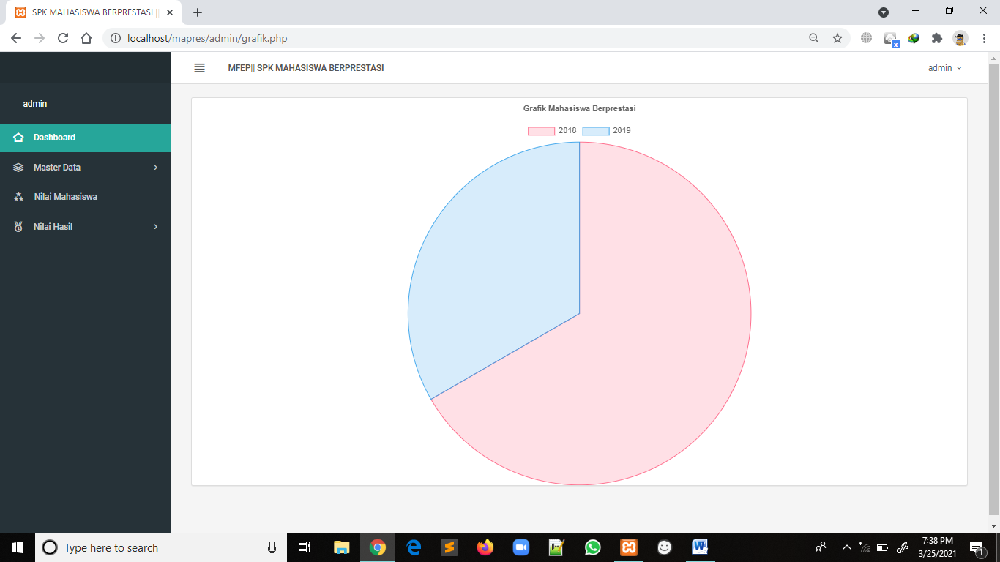 SPK MAHASISWA BERPRESTASI ||
localhost/mapres/admin/grafik.php
MFEP|| SPK MAHASISWA BERPRESTASI
admin
admin
Dashboard
Master Data
Nilai Mahasiswa
Nilai Hasil
Grafik Mahasiswa Berprestasi
2018 2019
Type here to search
7:38 PM
3/25/2021
1